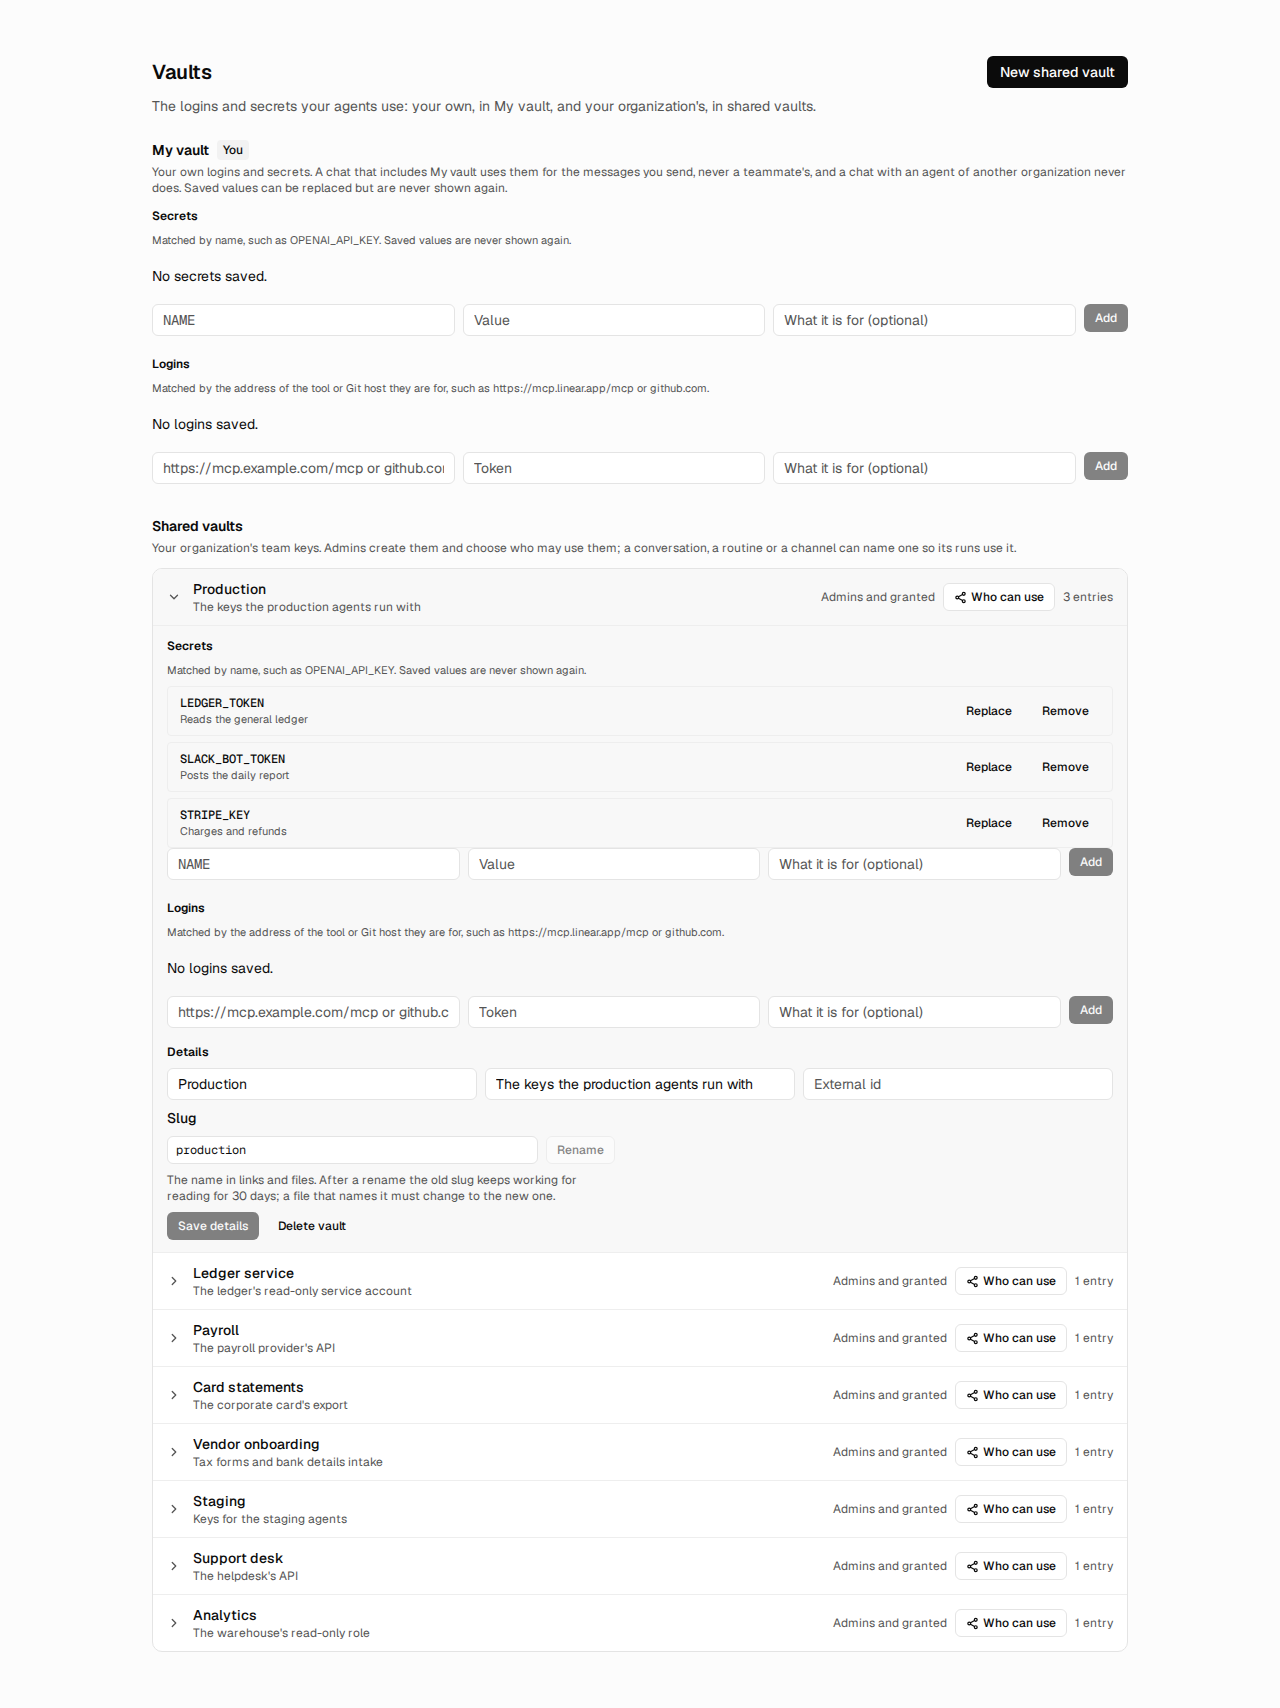 Vaults
New shared vault
The logins and secrets your agents use: your own, in My vault, and your organization's, in shared vaults.
My vault You
Your own logins and secrets. A chat that includes My vault uses them for the messages you send, never a teammate's, and a chat with an agent of another organization never
does. Saved values can be replaced but are never shown again.
Secrets
Matched by name, such as OPENAI_API_KEY. Saved values are never shown again.
No secrets saved.
NAME Value What it is for (optional) Add
Logins
Matched by the address of the tool or Git host they are for, such as https://mcp.linear.app/mcp or github.com.
No logins saved.
https://mcp.example.com/mcp or github.co Token What it is for (optional) Add
Shared vaults
Your organization's team keys. Admins create them and choose who may use them; a conversation, a routine or a channel can name one so its runs use it.
Production
The keys the production agents run with
Admins and granted Who can use 3 entries
Secrets
Matched by name, such as OPENAI_API_KEY. Saved values are never shown again.
LEDGER_TOKEN
Reads the general ledger
Replace Remove
SLACK_BOT_TOKEN
Posts the daily report
Replace Remove
STRIPE_KEY
Charges and refunds
Replace Remove
NAME Value What it is for (optional) Add
Logins
Matched by the address of the tool or Git host they are for, such as https://mcp.linear.app/mcp or github.com.
No logins saved.
https://mcp.example.com/mcp or github.c Token What it is for (optional) Add
Details
Production The keys the production agents run with External id
Slug
production Rename
The name in links and files. After a rename the old slug keeps working for
reading for 30 days; a file that names it must change to the new one.
Save details Delete vault
Ledger service
The ledger's read-only service account
Admins and granted Who can use 1 entry
Payroll
The payroll provider's API
Admins and granted Who can use 1 entry
Card statements
The corporate card's export
Admins and granted Who can use 1 entry
Vendor onboarding
Tax forms and bank details intake
Admins and granted Who can use 1 entry
Staging
Keys for the staging agents
Admins and granted Who can use 1 entry
Support desk
The helpdesk's API
Admins and granted Who can use 1 entry
Analytics
The warehouse's read-only role
Admins and granted Who can use 1 entry